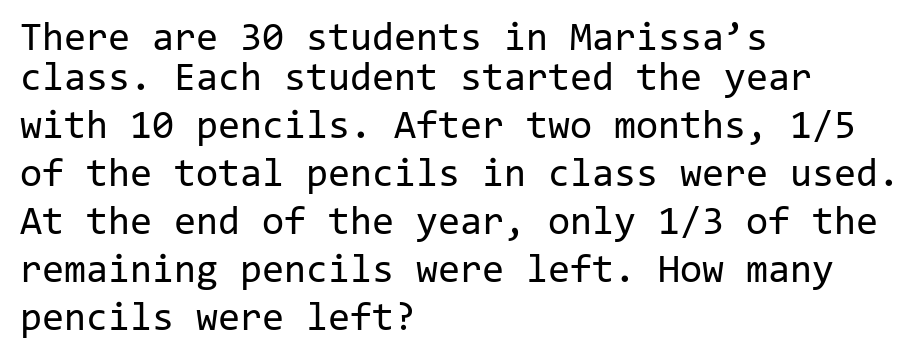 There are 30 students in Marissa’s
class. Each student started the year
with 10 pencils. After two months, 1/5
of the total pencils in class were used.
At the end of the year, only 1/3 of the
remaining pencils were left. How many
pencils were left?